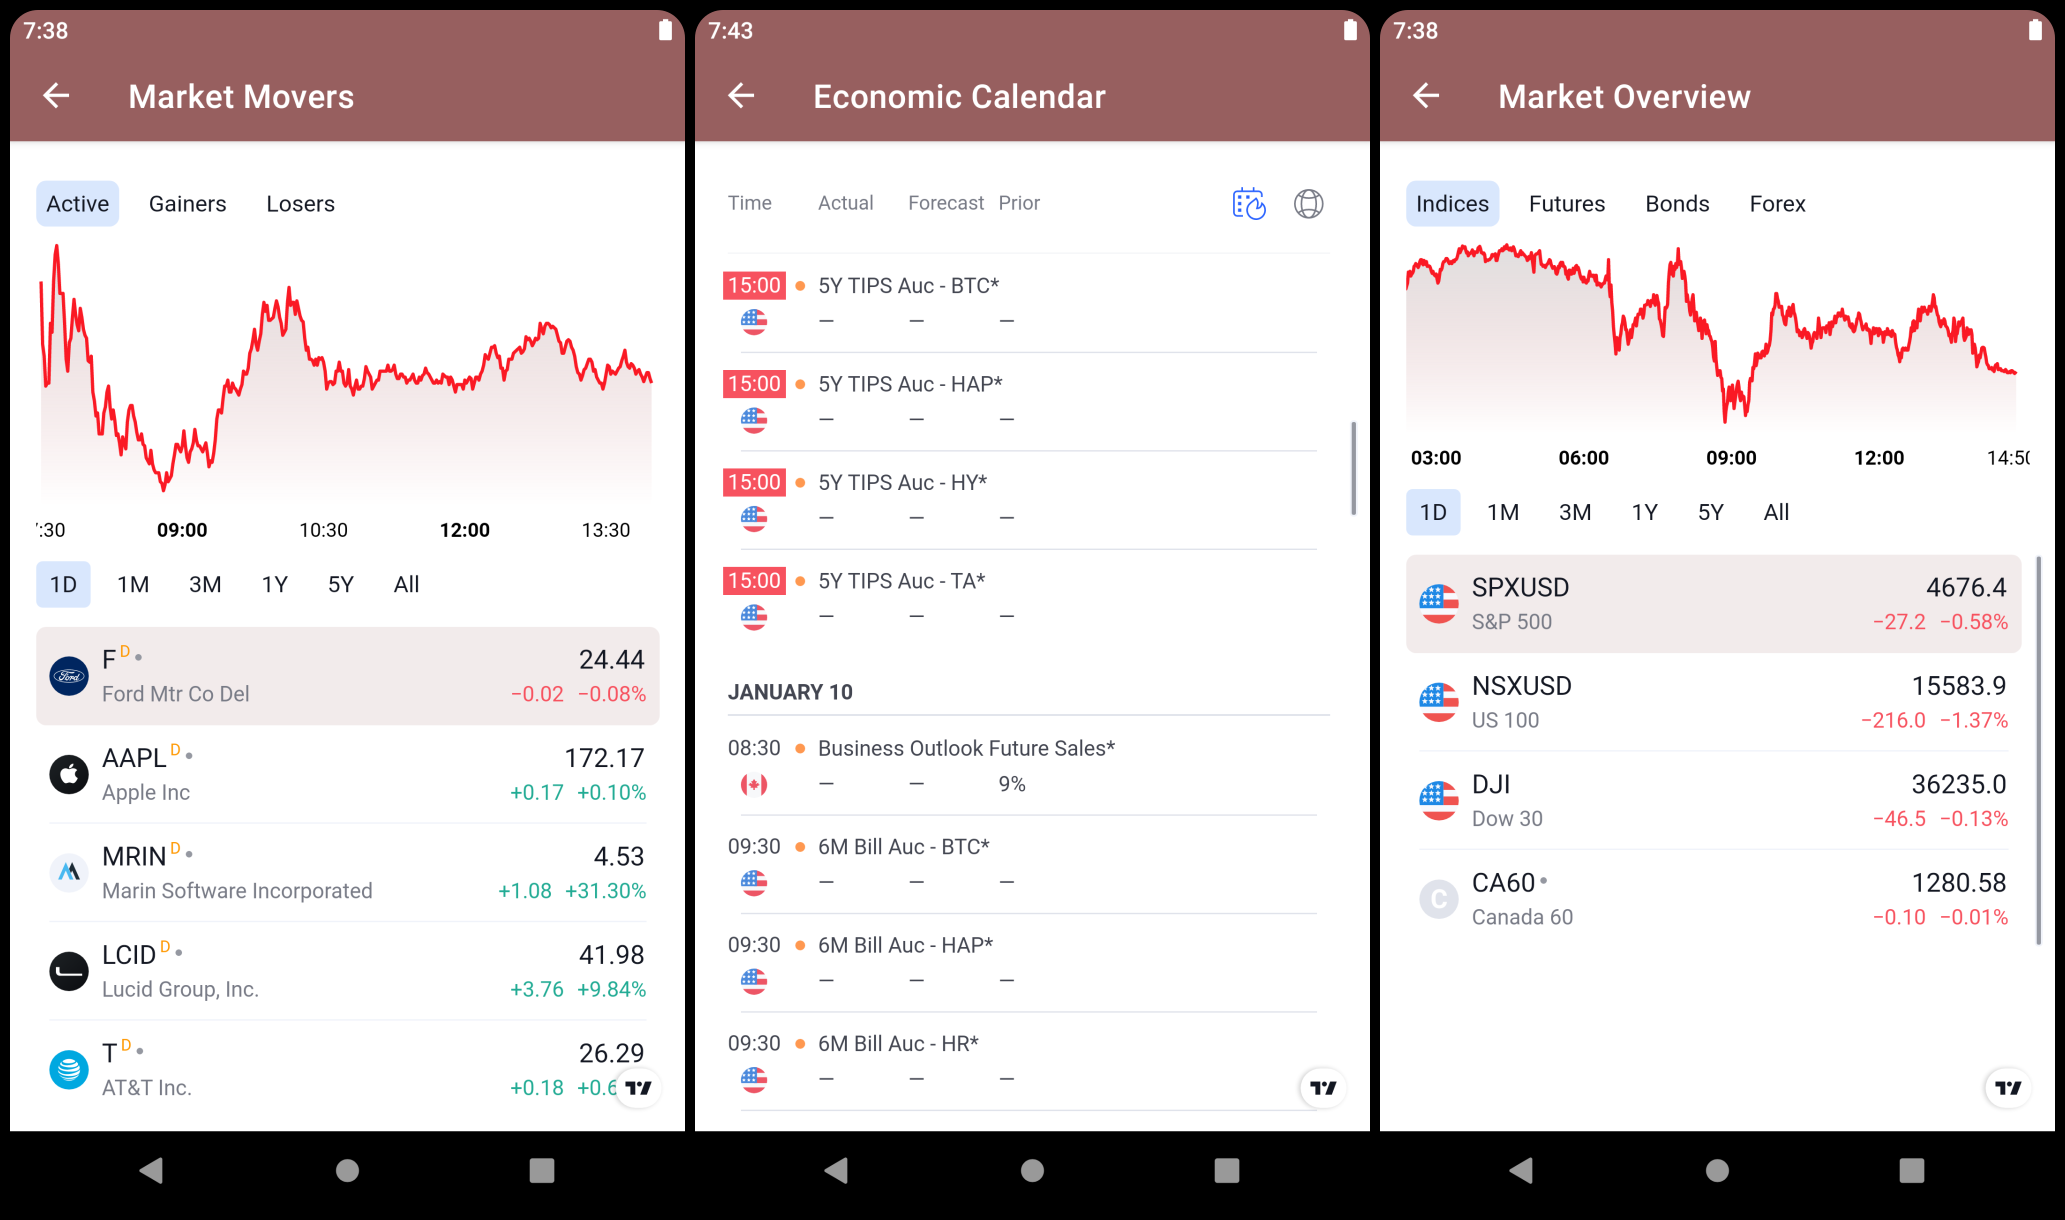 7:38
Market Movers
Active Gainers Losers
:30 09:00 10:30 12:00 13:30
1D 1M 3M 1Y 5Y All
F D 24.44
Ford Mtr Co Del −0.02 −0.08%
AAPL D 172.17
Apple Inc +0.17 +0.10%
MRIN D 4.53
Marin Software Incorporated +1.08 +31.30%
LCID D 41.98
Lucid Group, Inc. +3.76 +9.84%
T D 26.29
AT&T Inc. +0.18 +0.6
7:43
Economic Calendar
Time Actual Forecast Prior
15:00 5Y TIPS Auc - BTC*
— — —
15:00 5Y TIPS Auc - HAP*
— — —
15:00 5Y TIPS Auc - HY*
— — —
15:00 5Y TIPS Auc - TA*
— — —
JANUARY 10
08:30 Business Outlook Future Sales*
— — 9%
09:30 6M Bill Auc - BTC*
— — —
09:30 6M Bill Auc - HAP*
— — —
09:30 6M Bill Auc - HR*
— — —
7:38
Market Overview
Indices Futures Bonds Forex
03:00 06:00 09:00 12:00 14:50
1D 1M 3M 1Y 5Y All
SPXUSD 4676.4
S&P 500 −27.2 −0.58%
NSXUSD 15583.9
US 100 −216.0 −1.37%
DJI 36235.0
Dow 30 −46.5 −0.13%
C CA60 1280.58
Canada 60 −0.10 −0.01%